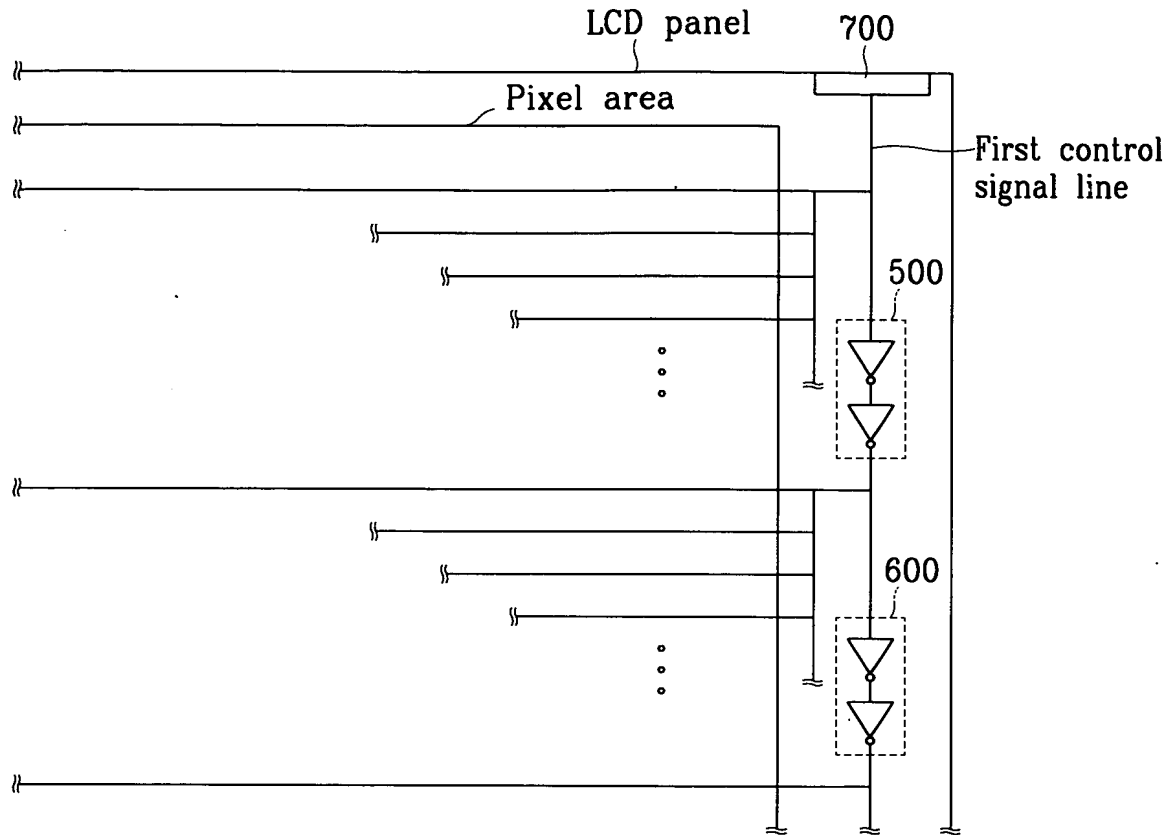 LCD panel
700
Pixel area
First control
signal line
500
600